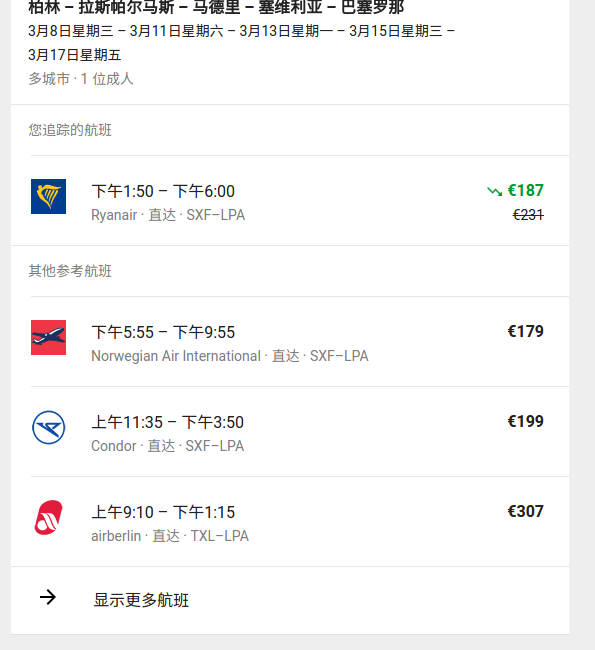 柏林 – 拉斯帕尔马斯 – 马德里 – 塞维利亚 – 巴塞罗那
3月8日星期三 – 3月11日星期六 – 3月13日星期一 – 3月15日星期三 –
3月17日星期五
多城市 · 1 位成人
您追踪的航班
下午1:50 – 下午6:00
€187
Ryanair · 直达 · SXF–LPA
€231
其他参考航班
下午5:55 – 下午9:55
€179
Norwegian Air International · 直达 · SXF–LPA
上午11:35 – 下午3:50
€199
Condor · 直达 · SXF–LPA
上午9:10 – 下午1:15
€307
airberlin · 直达 · TXL–LPA
显示更多航班